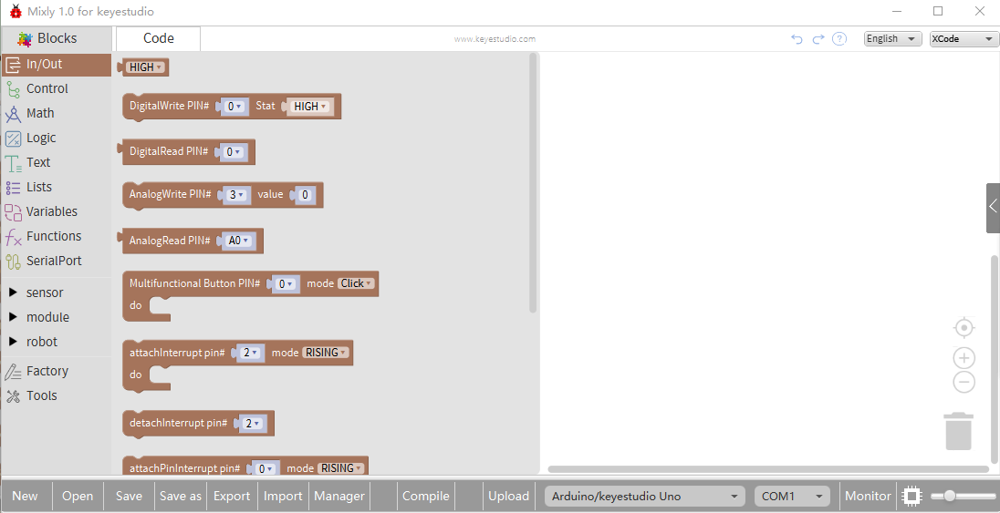 Mixly 1.0 for keyestudio
Blocks
Code
www.keyestudio.com
English
XCode
In/Out
Control
Math
Logic
Text
Lists
Variables
Functions
SerialPort
sensor
module
robot
Factory
Tools
HIGH
DigitalWrite PIN# 0 Stat HIGH
DigitalRead PIN# 0
AnalogWrite PIN# 3 value 0
AnalogRead PIN# A0
Multifunctional Button PIN# 0 mode Click
do
attachInterrupt pin# 2 mode RISING
do
detachInterrupt pin# 2
attachPinInterrupt pin# 0 mode RISING
New Open Save Save as Export Import Manager Compile Upload Arduino/keyestudio Uno COM1 Monitor